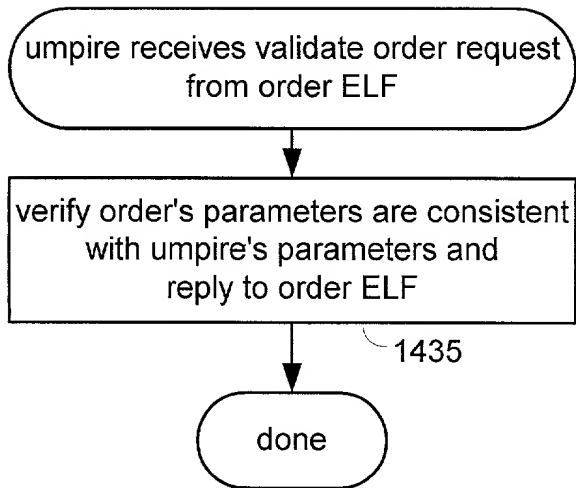 umpire receives validate order request
from order ELF
verify order's parameters are consistent
with umpire's parameters and
reply to order ELF
1435
done